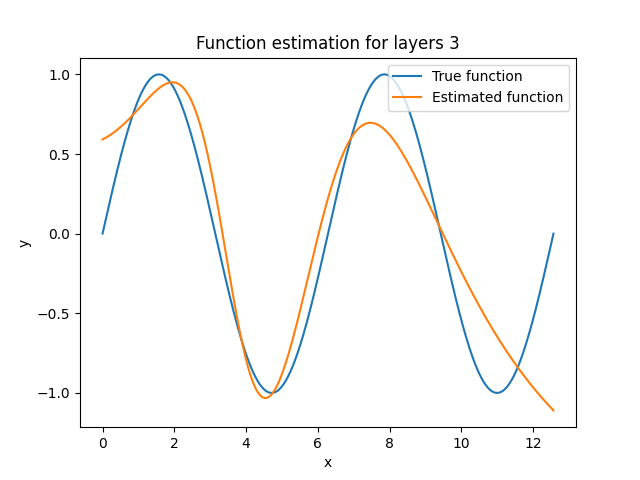 Function estimation for layers 3
True function
Estimated function
1.0
0.5
0.0
−0.5
−1.0
y
0 2 4 6 8 10 12
x